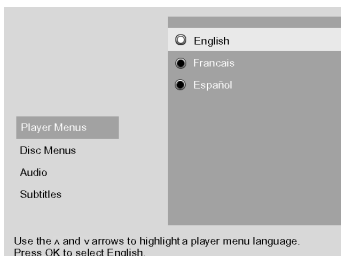 English
Francais
Español
Player Menus
Disc Menus
Audio
Subtitles
Use the ∧ and ∨ arrows to highlight a player menu language.
Press OK to select English.